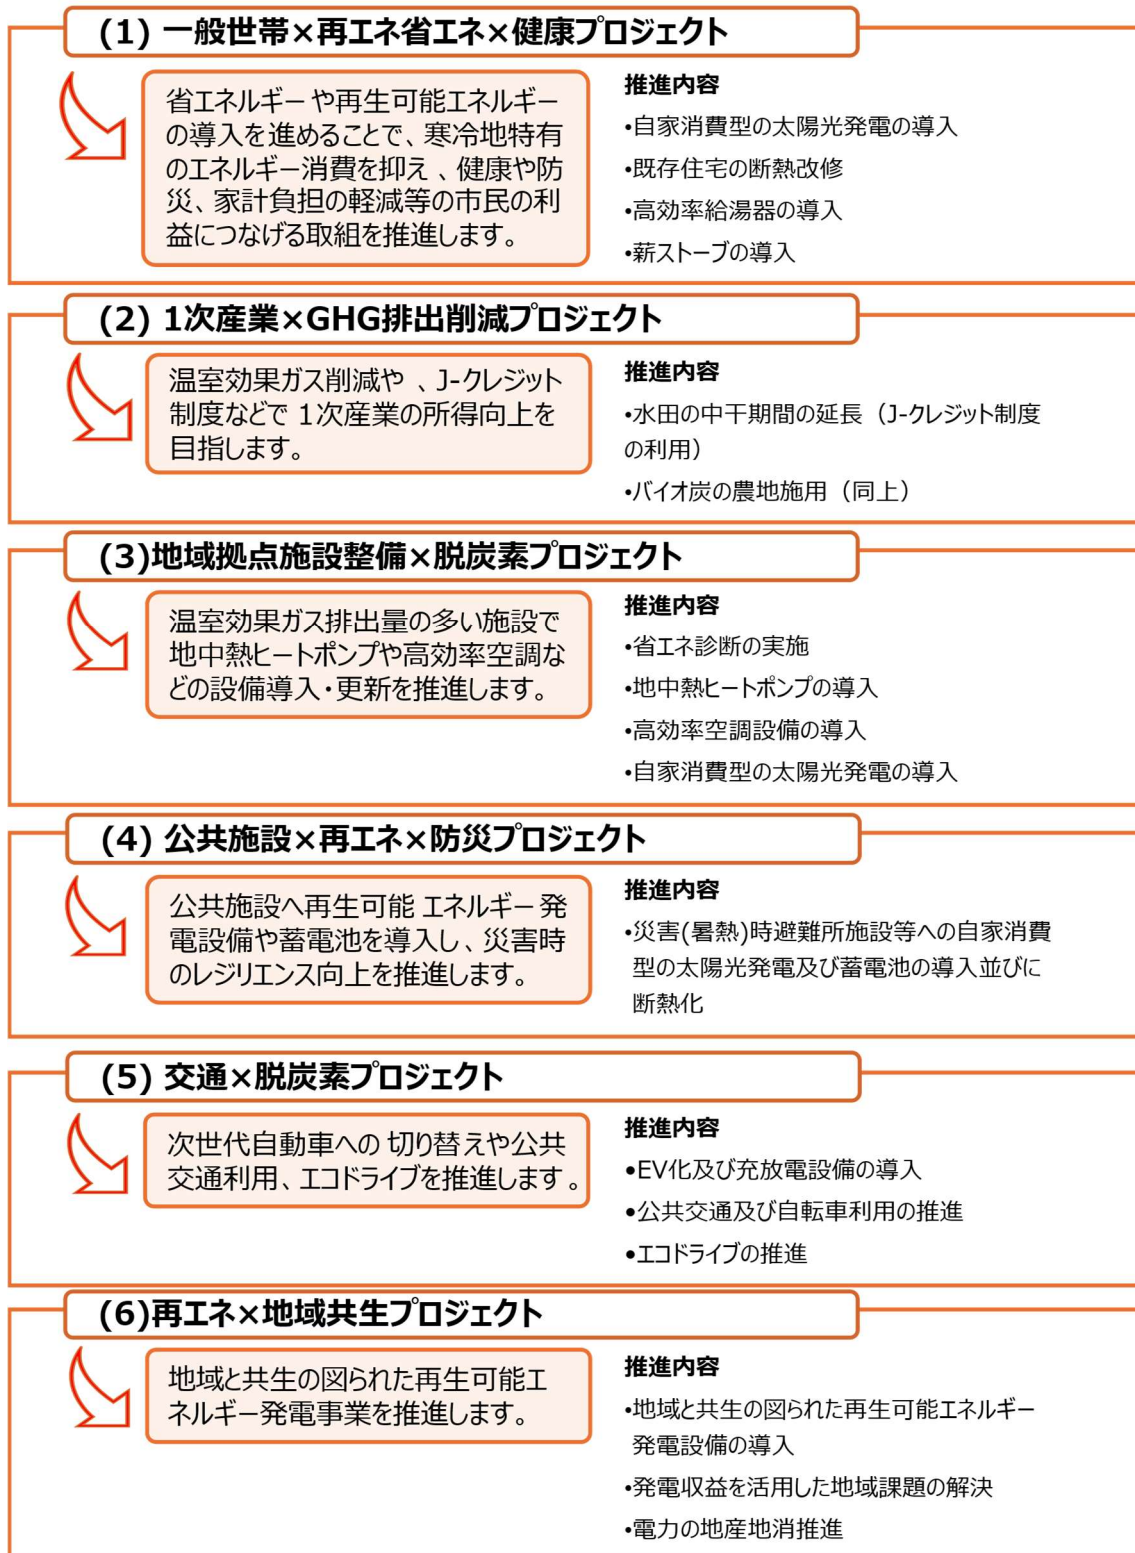 (1) 一般世帯×再エネ省エネ×健康プロジェクト
省エネルギーや再生可能エネルギー
の導入を進めることで、寒冷地特有
のエネルギー消費を抑え、健康や防
災、家計負担の軽減等の市民の利
益につなげる取組を推進します。
推進内容
•自家消費型の太陽光発電の導入
•既存住宅の断熱改修
•高効率給湯器の導入
•薪ストーブの導入
(2) 1次産業×GHG排出削減プロジェクト
温室効果ガス削減や、J-クレジット
制度などで1次産業の所得向上を
目指します。
推進内容
•水田の中干期間の延長（J-クレジット制度
の利用）
•バイオ炭の農地施用（同上）
(3)地域拠点施設整備×脱炭素プロジェクト
温室効果ガス排出量の多い施設で
地中熱ヒートポンプや高効率空調な
どの設備導入・更新を推進します。
推進内容
•省エネ診断の実施
•地中熱ヒートポンプの導入
•高効率空調設備の導入
•自家消費型の太陽光発電の導入
(4) 公共施設×再エネ×防災プロジェクト
公共施設へ再生可能エネルギー発
電設備や蓄電池を導入し、災害時
のレジリエンス向上を推進します。
推進内容
•災害(暑熱)時避難所施設等への自家消費
型の太陽光発電及び蓄電池の導入並びに
断熱化
(5) 交通×脱炭素プロジェクト
次世代自動車への切り替えや公共
交通利用、エコドライブを推進します。
推進内容
•EV化及び充放電設備の導入
•公共交通及び自転車利用の推進
•エコドライブの推進
(6)再エネ×地域共生プロジェクト
地域と共生の図られた再生可能エ
ネルギー発電事業を推進します。
推進内容
•地域と共生の図られた再生可能エネルギー
発電設備の導入
•発電収益を活用した地域課題の解決
•電力の地産地消推進